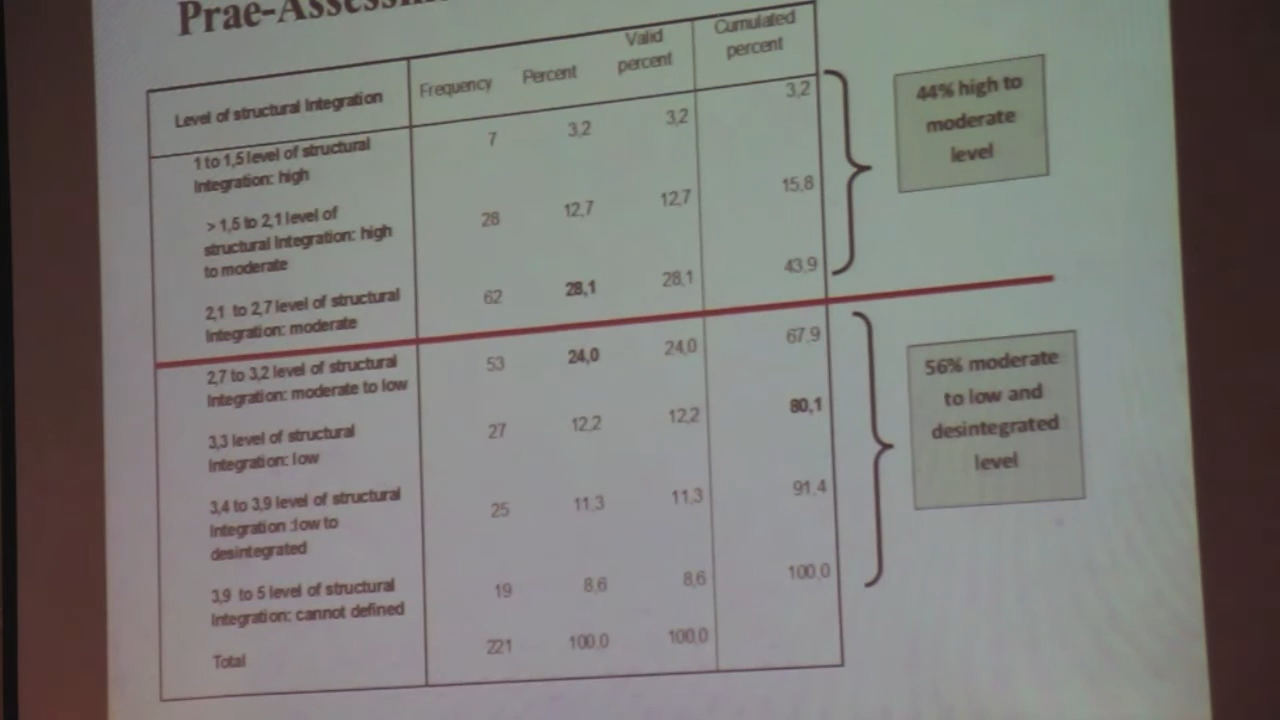 Prae-Assessm
Level of structural Integration
Frequency
Percent
Valid
percent
Cumulated
percent
1 to 1,5 level of structural
Integration: high
7 3,2 3,2 3,2
> 1,5 to 2,1 level of
structural Integration: high
to moderate
28 12,7 12,7 15,8
2,1 to 2,7 level of structural
Integration: moderate
62 28,1 28,1 43,9
2,7 to 3,2 level of structural
Integration: moderate to low
53 24,0 24,0 67,9
3,3 level of structural
Integration: low
27 12,2 12,2 80,1
3,4 to 3,9 level of structural
Integration :low to
desintegrated
25 11,3 11,3 91,4
3,9 to 5 level of structural
Integration: cannot defined
19 8,6 8,6 100,0
Total 221 100,0 100,0
44% high to
moderate
level
56% moderate
to low and
desintegrated
level